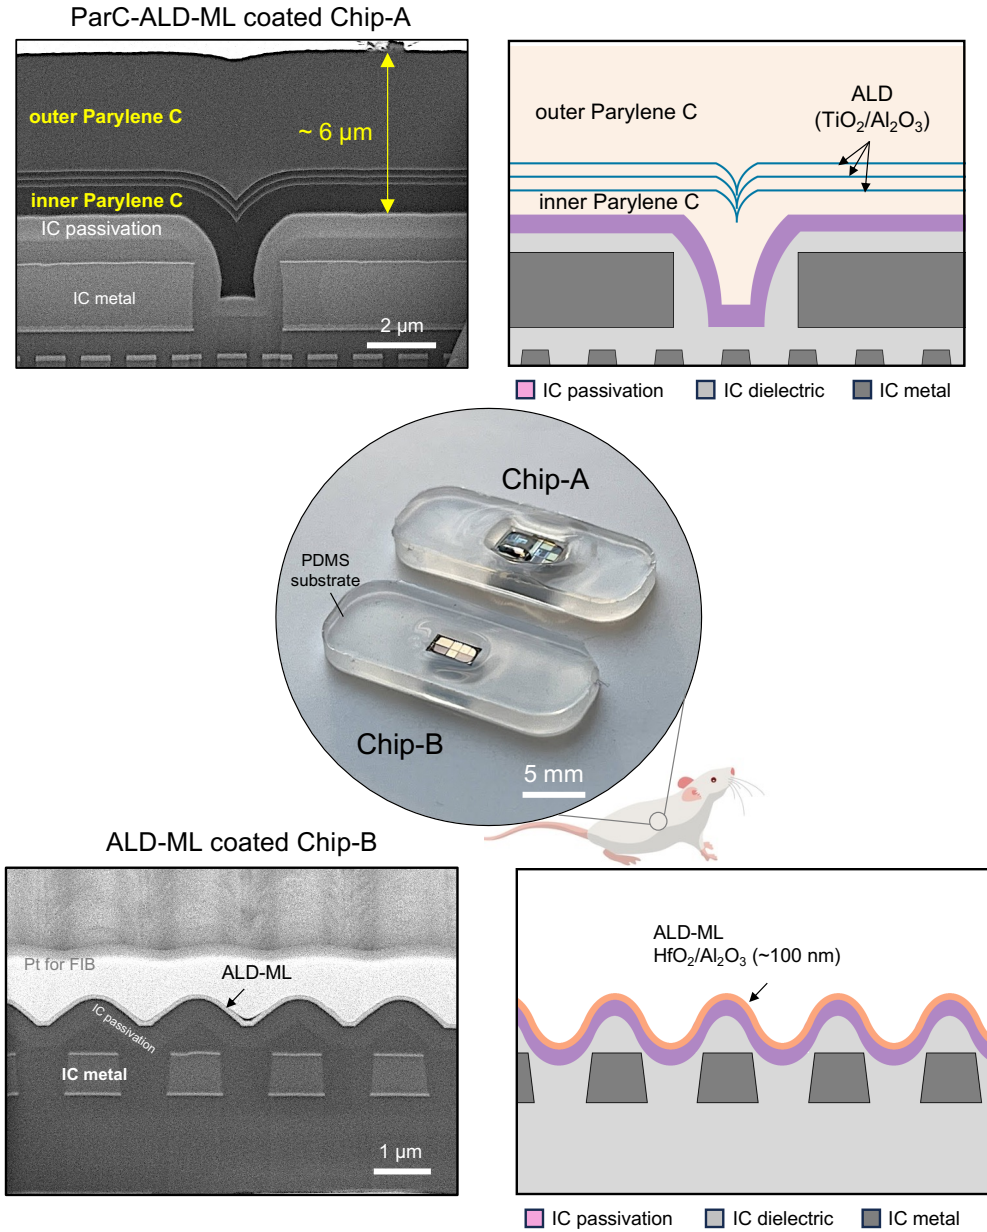 ParC-ALD-ML coated Chip-A
outer Parylene C
~ 6 μm
inner Parylene C
IC passivation
IC metal
2 μm
outer Parylene C
ALD
(TiO₂/Al₂O₃)
inner Parylene C
IC passivation
IC dielectric
IC metal
Chip-A
PDMS
substrate
Chip-B
5 mm
ALD-ML coated Chip-B
Pt for FIB
ALD-ML
IC passivation
IC metal
1 μm
ALD-ML
HfO₂/Al₂O₃ (~100 nm)
IC passivation
IC dielectric
IC metal